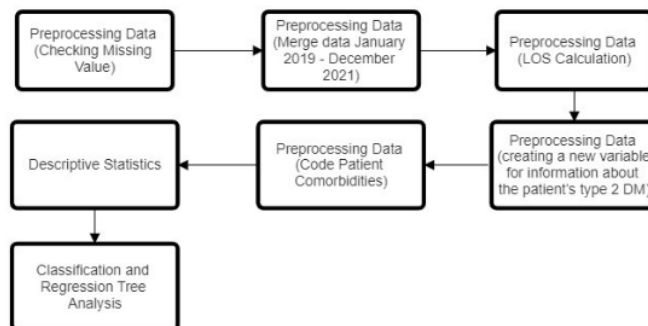 Preprocessing Data
(Checking Missing
Value)
Preprocessing Data
(Merge data January
2019 - December
2021)
Preprocessing Data
(LOS Calculation)
Preprocessing Data
(creating a new variable
for information about
the patient's type 2 DM)
Preprocessing Data
(Code Patient
Comorbidities)
Descriptive Statistics
Classification and
Regression Tree
Analysis